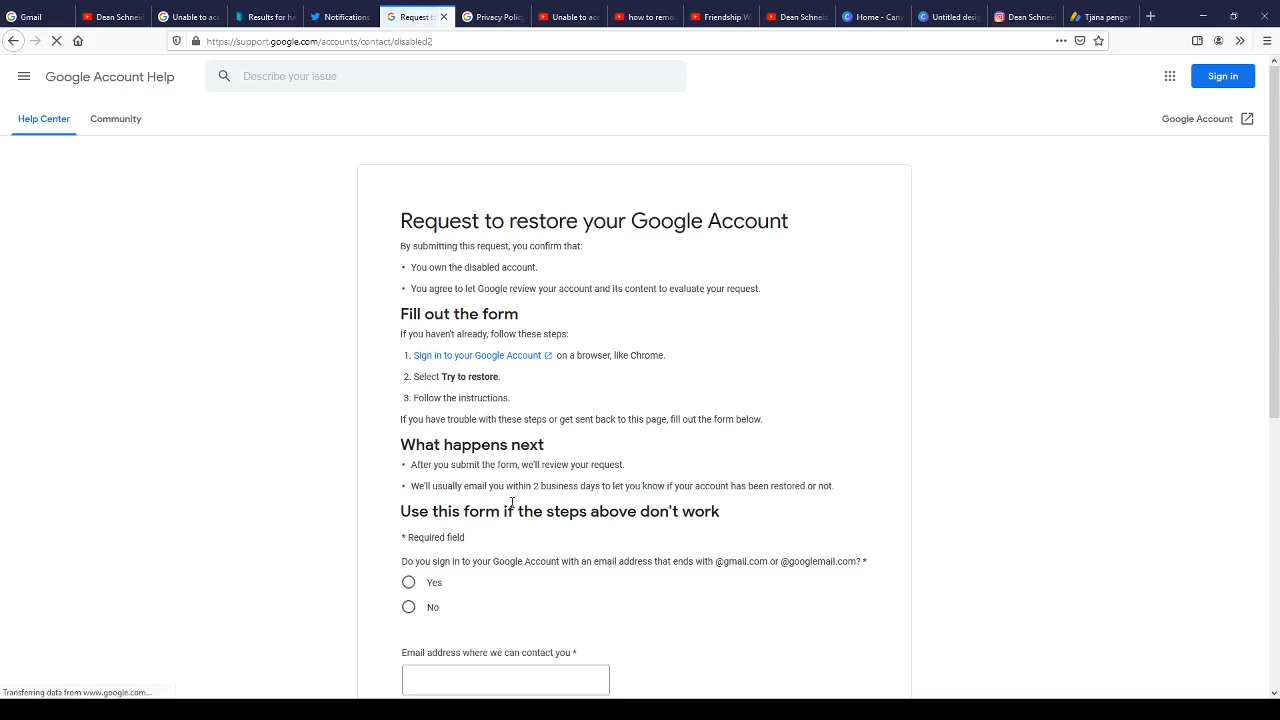 Gmail
Dean Schneid
Unable to acc
Results for ha
Notifications
Request to
Privacy Policy
Unable to acc
how to remo
Friendship W
Dean Schneid
Home - Canv
Untitled desig
Dean Schneid
Tjäna pengar
https://support.google.com/accounts/contact/disabled2
Google Account Help
Describe your issue
Sign in
Help Center
Community
Google Account
Request to restore your Google Account
By submitting this request, you confirm that:
• You own the disabled account.
• You agree to let Google review your account and its content to evaluate your request.
Fill out the form
If you haven't already, follow these steps:
1. Sign in to your Google Account on a browser, like Chrome.
2. Select Try to restore.
3. Follow the instructions.
If you have trouble with these steps or get sent back to this page, fill out the form below.
What happens next
• After you submit the form, we'll review your request.
• We'll usually email you within 2 business days to let you know if your account has been restored or not.
Use this form if the steps above don't work
* Required field
Do you sign in to your Google Account with an email address that ends with @gmail.com or @googlemail.com? *
Yes
No
Email address where we can contact you *
Transferring data from www.google.com...